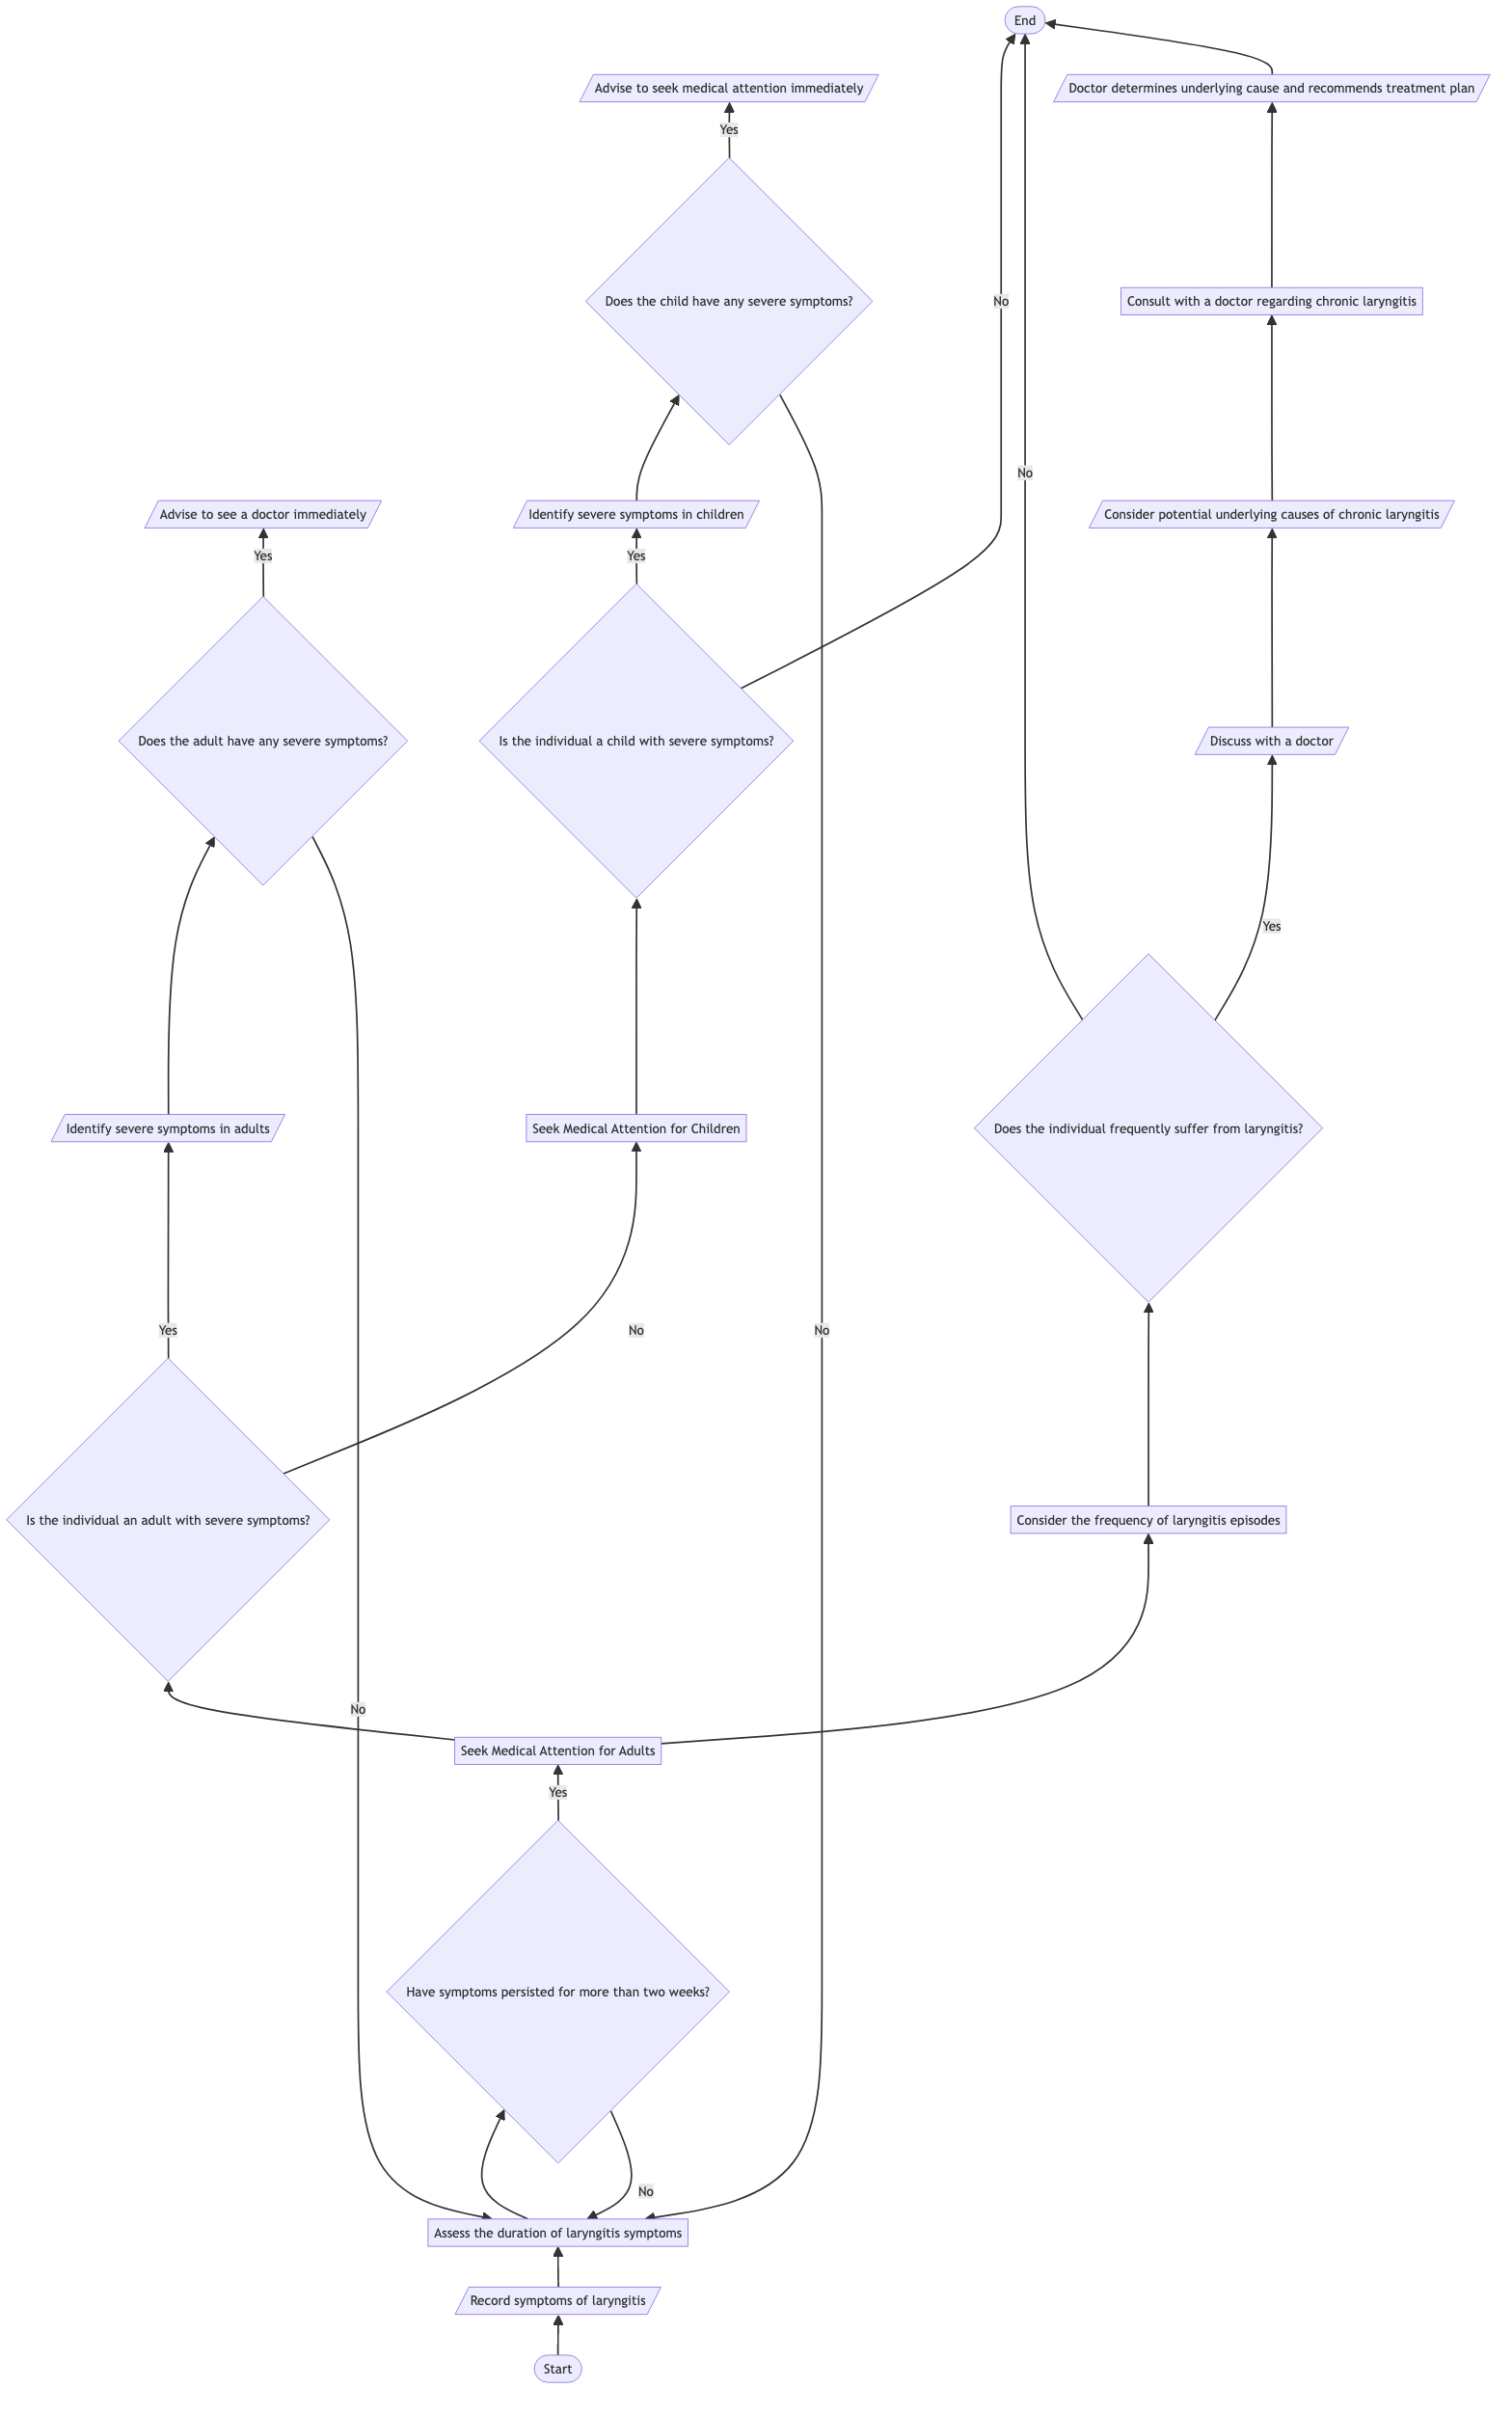 End
Advise to seek medical attention immediately
Doctor determines underlying cause and recommends treatment plan
Yes
Does the child have any severe symptoms?
No
Consult with a doctor regarding chronic laryngitis
No
Advise to see a doctor immediately
Identify severe symptoms in children
Consider potential underlying causes of chronic laryngitis
Yes
Yes
Does the adult have any severe symptoms?
Is the individual a child with severe symptoms?
Discuss with a doctor
Yes
Identify severe symptoms in adults
Seek Medical Attention for Children
Does the individual frequently suffer from laryngitis?
Yes
No
No
Is the individual an adult with severe symptoms?
Consider the frequency of laryngitis episodes
No
Seek Medical Attention for Adults
Yes
Have symptoms persisted for more than two weeks?
No
Assess the duration of laryngitis symptoms
Record symptoms of laryngitis
Start